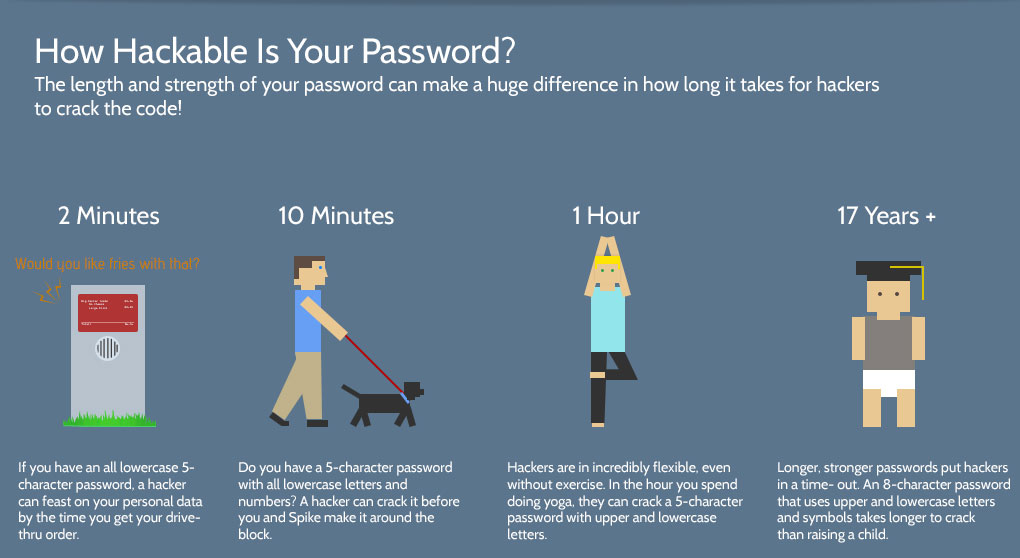 How Hackable Is Your Password?
The length and strength of your password can make a huge difference in how long it takes for hackers
to crack the code!
2 Minutes
10 Minutes
1 Hour
17 Years +
Would you like fries with that?
If you have an all lowercase 5-
character password, a hacker
can feast on your personal data
by the time you get your drive-
thru order.
Do you have a 5-character password
with all lowercase letters and
numbers? A hacker can crack it before
you and Spike make it around the
block.
Hackers are in incredibly flexible, even
without exercise. In the hour you spend
doing yoga, they can crack a 5-character
password with upper and lowercase
letters.
Longer, stronger passwords put hackers
in a time- out. An 8-character password
that uses upper and lowercase letters
and symbols takes longer to crack
than raising a child.